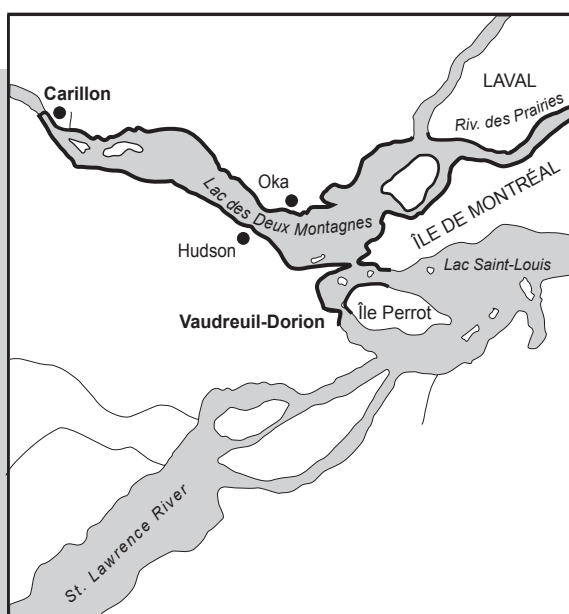 LAVAL
Carillon
Riv. des Prairies
Oka
Lac des Deux Montagnes
ÎLE DE MONTRÉAL
Hudson
Lac Saint-Louis
Vaudreuil-Dorion
Île Perrot
St. Lawrence River